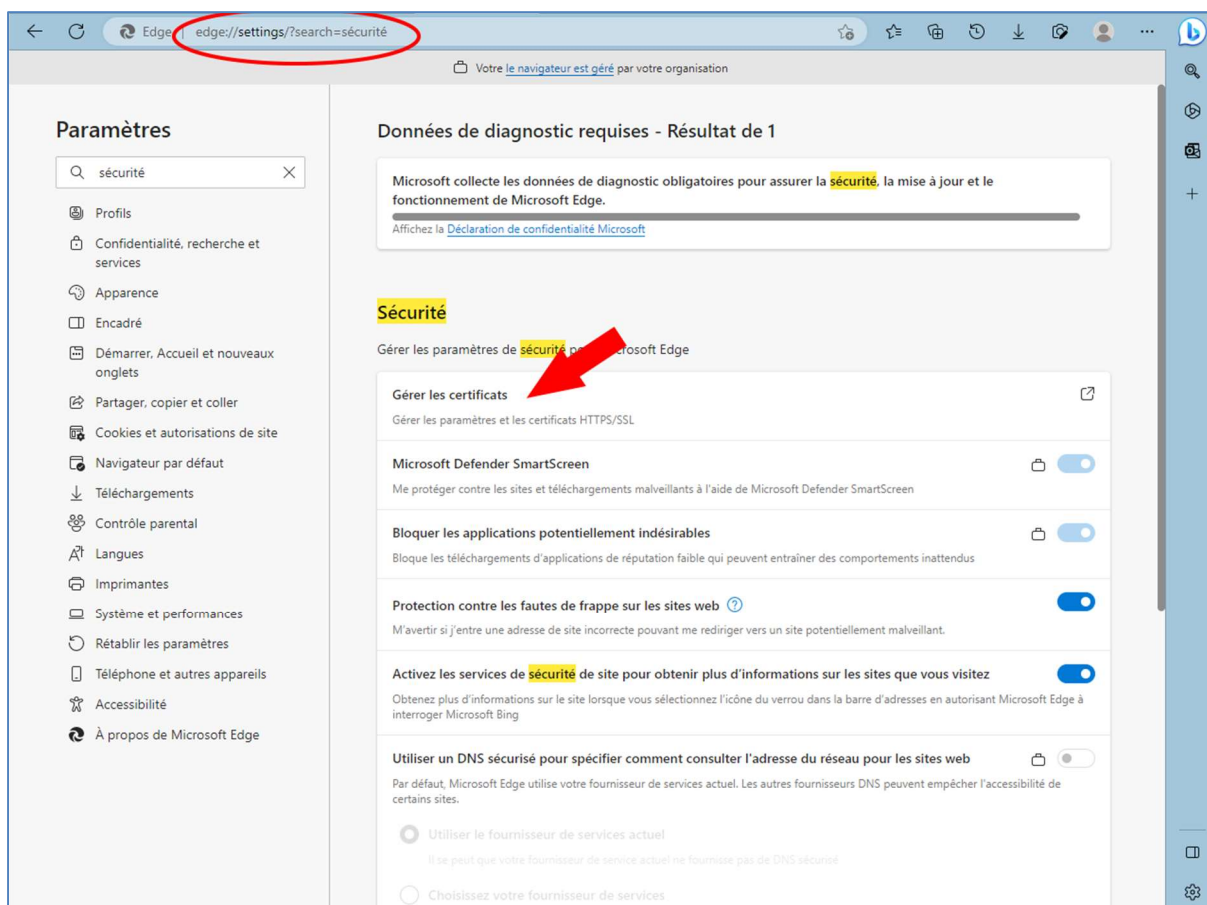 Edge | edge://settings/?search=sécurité
Votre le navigateur est géré par votre organisation
Paramètres
sécurité
Profils
Confidentialité, recherche et
services
Apparence
Encadré
Démarrer, Accueil et nouveaux
onglets
Partager, copier et coller
Cookies et autorisations de site
Navigateur par défaut
Téléchargements
Contrôle parental
Langues
Imprimantes
Système et performances
Rétablir les paramètres
Téléphone et autres appareils
Accessibilité
À propos de Microsoft Edge
Données de diagnostic requises - Résultat de 1
Microsoft collecte les données de diagnostic obligatoires pour assurer la sécurité, la mise à jour et le
fonctionnement de Microsoft Edge.
Affichez la Déclaration de confidentialité Microsoft
Sécurité
Gérer les paramètres de sécurité Microsoft Edge
Gérer les certificats
Gérer les paramètres et les certificats HTTPS/SSL
Microsoft Defender SmartScreen
Me protéger contre les sites et téléchargements malveillants à l'aide de Microsoft Defender SmartScreen
Bloquer les applications potentiellement indésirables
Bloque les téléchargements d'applications de réputation faible qui peuvent entraîner des comportements inattendus
Protection contre les fautes de frappe sur les sites web
M'avertir si j'entre une adresse de site incorrecte pouvant me rediriger vers un site potentiellement malveillant.
Activez les services de sécurité de site pour obtenir plus d'informations sur les sites que vous visitez
Obtenez plus d'informations sur le site lorsque vous sélectionnez l'icône du verrou dans la barre d'adresses en autorisant Microsoft Edge à
interroger Microsoft Bing
Utiliser un DNS sécurisé pour spécifier comment consulter l'adresse du réseau pour les sites web
Par défaut, Microsoft Edge utilise votre fournisseur de services actuel. Les autres fournisseurs DNS peuvent empêcher l'accessibilité de
certains sites.
Utiliser le fournisseur de services actuel
Il se peut que votre fournisseur de service actuel ne fournisse pas de DNS sécurisé
Choisissez votre fournisseur de services